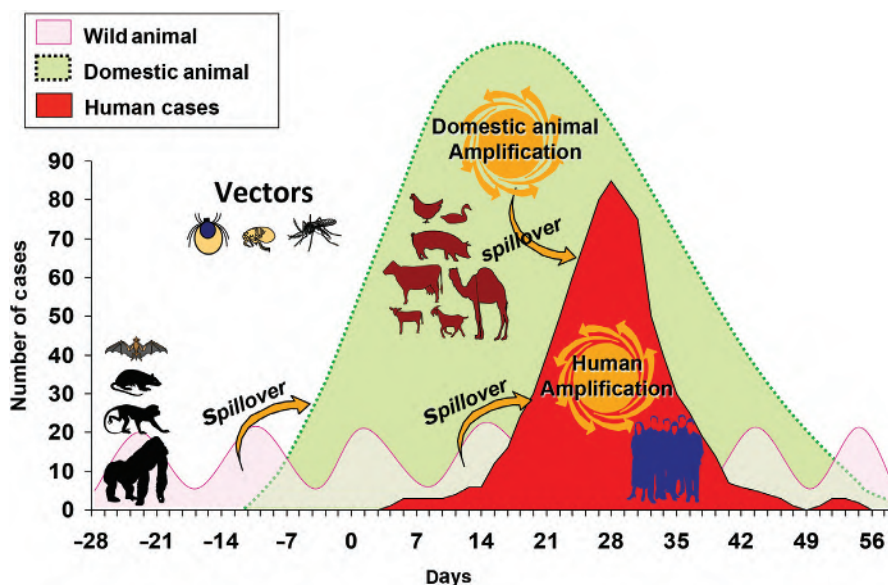 Wild animal
Domestic animal
Human cases
Domestic animal
Amplification
Vectors
spillover
Human
Amplification
Spillover
Spillover
Number of cases
90
80
70
60
50
40
30
20
10
0
-28 -21 -14 -7 0 7 14 21 28 35 42 49 56
Days